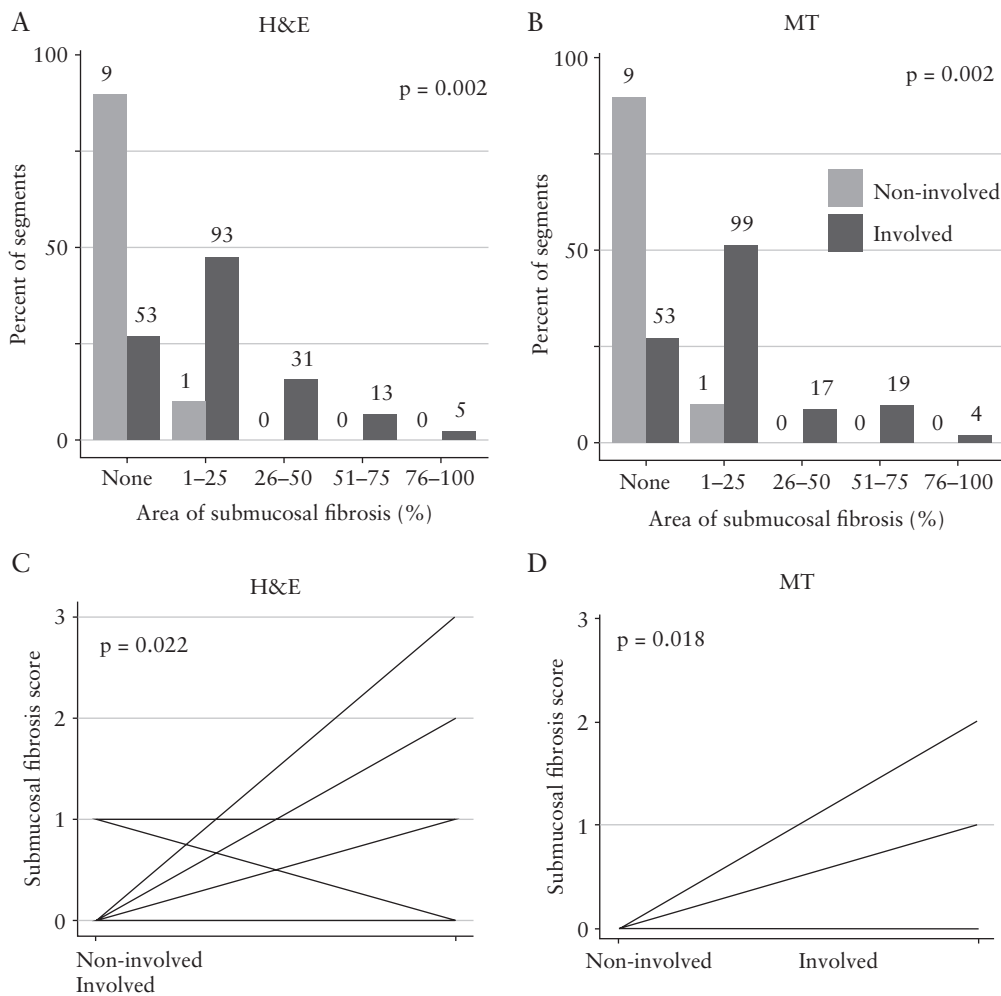 A
H&E
100
9
p = 0.002
Percent of segments
50
93
53
31
1
13
0
0
0
5
0
None
1–25
26–50
51–75
76–100
Area of submucosal fibrosis (%)
B
MT
100
9
p = 0.002
Non-involved
Involved
Percent of segments
50
99
53
1
17
19
0
0
0
4
0
None
1–25
26–50
51–75
76–100
Area of submucosal fibrosis (%)
C
H&E
3
p = 0.022
2
Submucosal fibrosis score
1
0
Non-involved
Involved
D
MT
3
p = 0.018
2
Submucosal fibrosis score
1
0
Non-involved
Involved